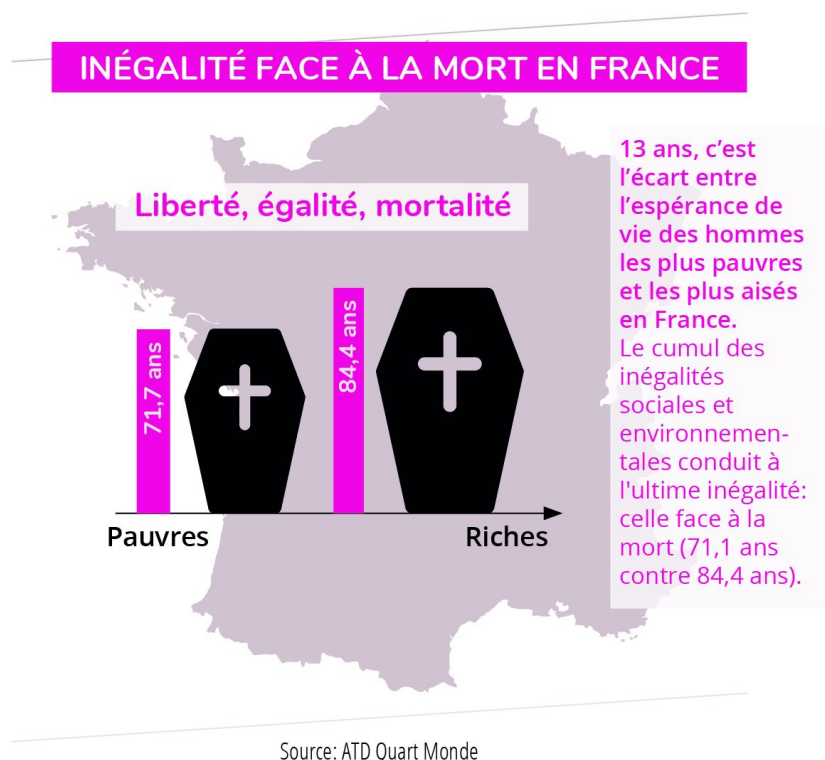 INÉGALITÉ FACE À LA MORT EN FRANCE
Liberté, égalité, mortalité
71,7 ans
84,4 ans
Pauvres
Riches
13 ans, c’est
l’écart entre
l’espérance de
vie des hommes
les plus pauvres
et les plus aisés
en France.
Le cumul des
inégalités
sociales et
environnemen-
tales conduit à
l'ultime inégalité:
celle face à la
mort (71,1 ans
contre 84,4 ans).
Source: ATD Quart Monde